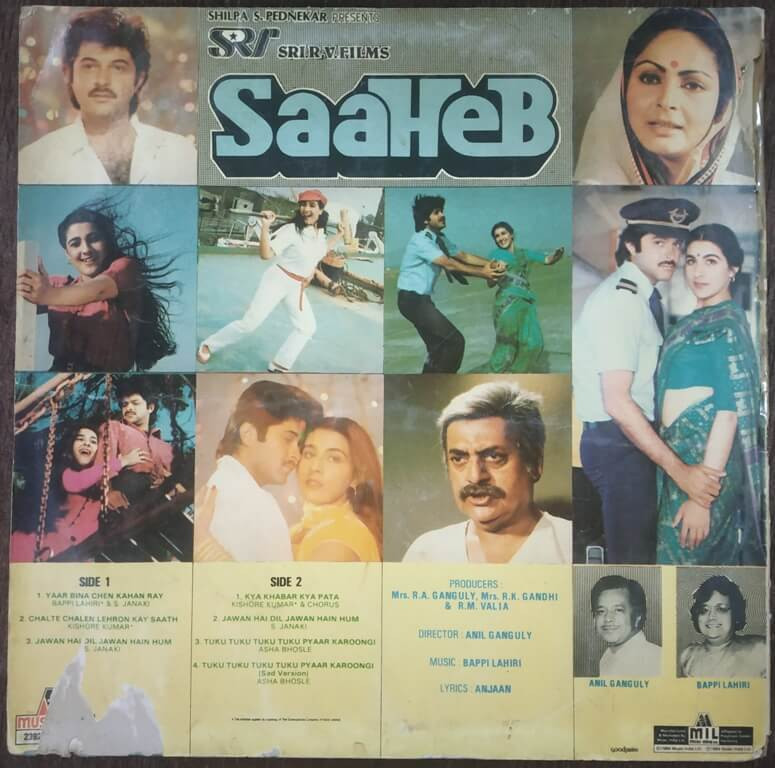 SHILPA S. PEDNEKAR PRESENTS
SRV
SRI.R.V.FILMS
SaaHeB
SIDE 1
1. YAAR BINA CHEN KAHAN RAY
BAPPI LAHIRI* & S. JANAKI
2. CHALTE CHALEN LEHRON KAY SAATH
KISHORE KUMAR*
3. JAWAN HAI DIL JAWAN HAIN HUM
S. JANAKI
SIDE 2
1. KYA KHABAR KYA PATA
KISHORE KUMAR* & CHORUS
2. JAWAN HAI DIL JAWAN HAIN HUM
S. JANAKI
3. TUKU TUKU TUKU TUKU PYAAR KAROONGI
ASHA BHOSLE
4. TUKU TUKU TUKU TUKU PYAAR KAROONGI
(Sad Version)
ASHA BHOSLE
PRODUCERS :
Mrs. R.A. GANGULY, Mrs. R.K. GANDHI
& R.M. VALIA
DIRECTOR : ANIL GANGULY
MUSIC : BAPPI LAHIRI
LYRICS : ANJAAN
ANIL GANGULY
BAPPI LAHIRI
MUS
2392
goodprint
MIL